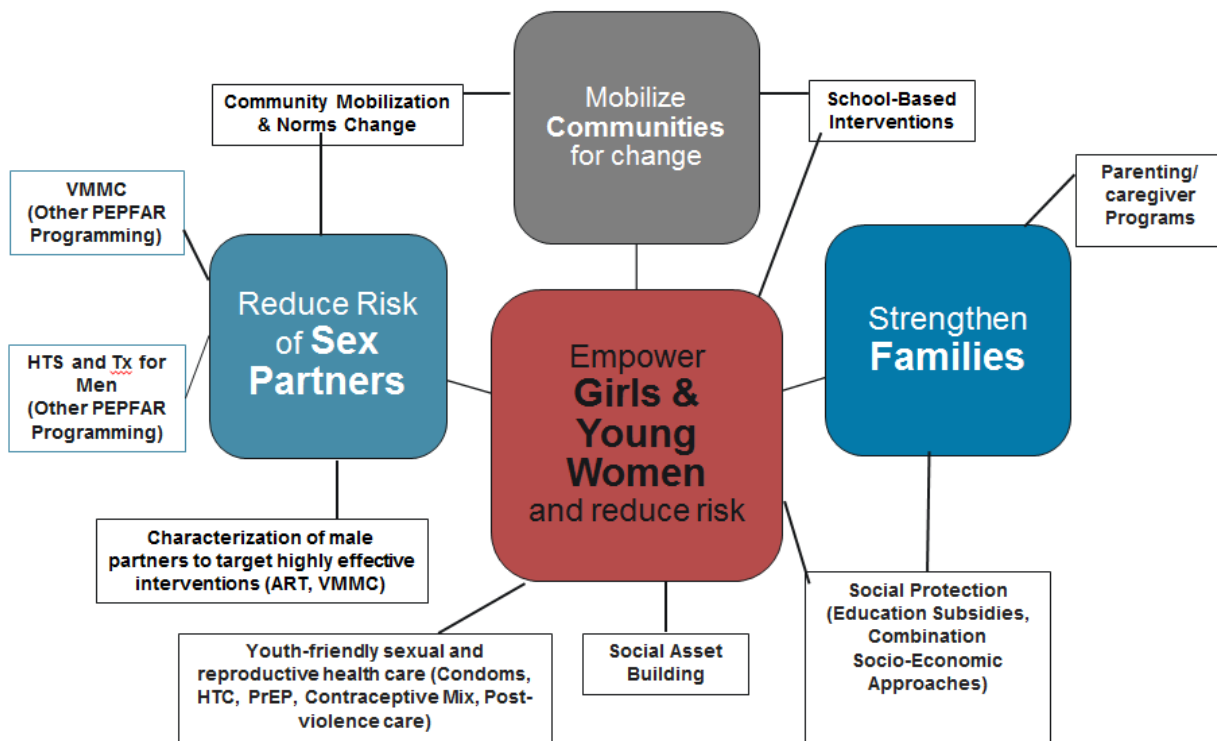 Mobilize
Communities
for change
Community Mobilization
& Norms Change
School-Based
Interventions
VMMC
(Other PEPFAR
Programming)
Parenting/
caregiver
Programs
Reduce Risk
of Sex
Partners
Empower
Girls &
Young
Women
and reduce risk
Strengthen
Families
HTS and Tx for
Men
(Other PEPFAR
Programming)
Characterization of male
partners to target highly effective
interventions (ART, VMMC)
Youth-friendly sexual and
reproductive health care (Condoms,
HTC, PrEP, Contraceptive Mix, Post-
violence care)
Social Asset
Building
Social Protection
(Education Subsidies,
Combination
Socio-Economic
Approaches)